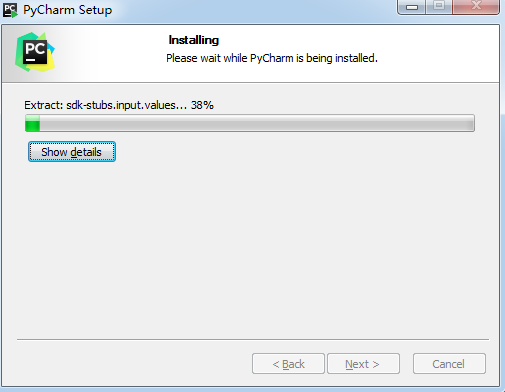 PyCharm Setup
PC
Installing
Please wait while PyCharm is being installed.
Extract: sdk-stubs.input.values... 38%
Show details
< Back
Next >
Cancel